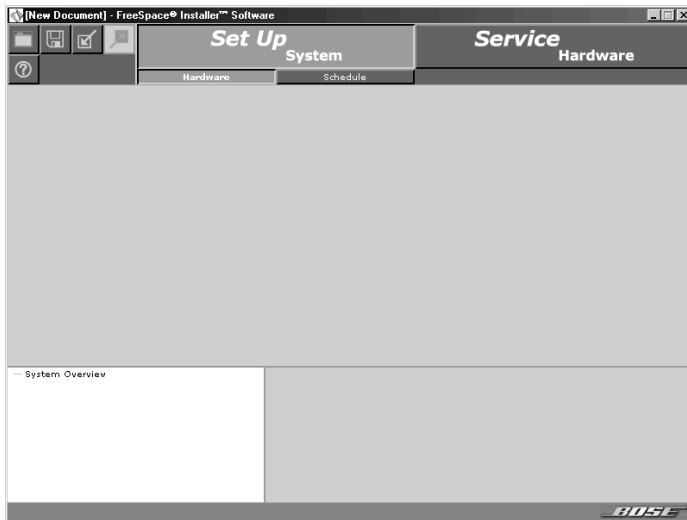 [New Document] - FreeSpace® Installer™ Software
Set Up
System
Service
Hardware
Hardware
Schedule
System Overview
BOSE